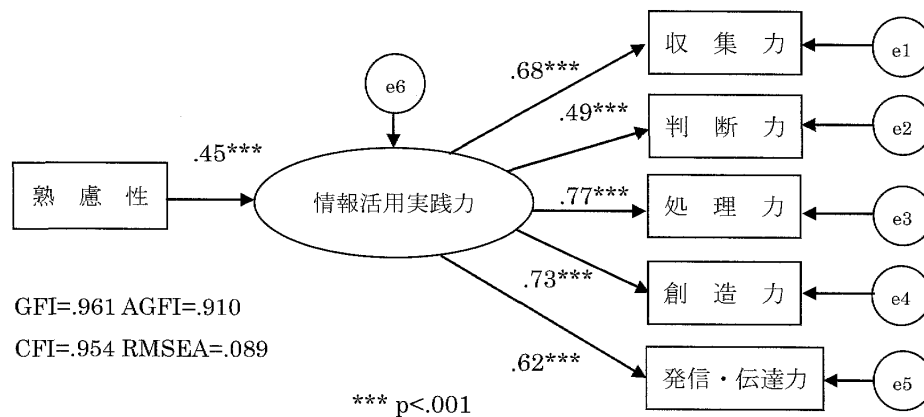 収 集 力
e1
.68***
e6
.49***
判 断 力
e2
.45***
熟 慮 性
情報活用実践力
.77***
処 理 力
e3
.73***
創 造 力
e4
GFI=.961 AGFI=.910
CFI=.954 RMSEA=.089
.62***
発信・伝達力
e5
*** p<.001